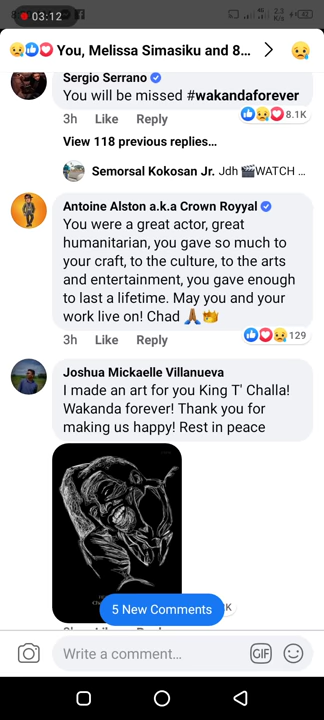 03:12
You, Melissa Simasiku and 8...
Sergio Serrano
You will be missed #wakandaforever
3h Like Reply
8.1K
View 118 previous replies...
Semorsal Kokosan Jr. Jdh 🎬WATCH ...
Antoine Alston a.k.a Crown Royyal
You were a great actor, great
humanitarian, you gave so much to
your craft, to the culture, to the arts
and entertainment, you gave enough
to last a lifetime. May you and your
work live on! Chad 🙏🏾👑
3h Like Reply
129
Joshua Mickaelle Villanueva
I made an art for you King T' Challa!
Wakanda forever! Thank you for
making us happy! Rest in peace
5 New Comments
Write a comment...
GIF